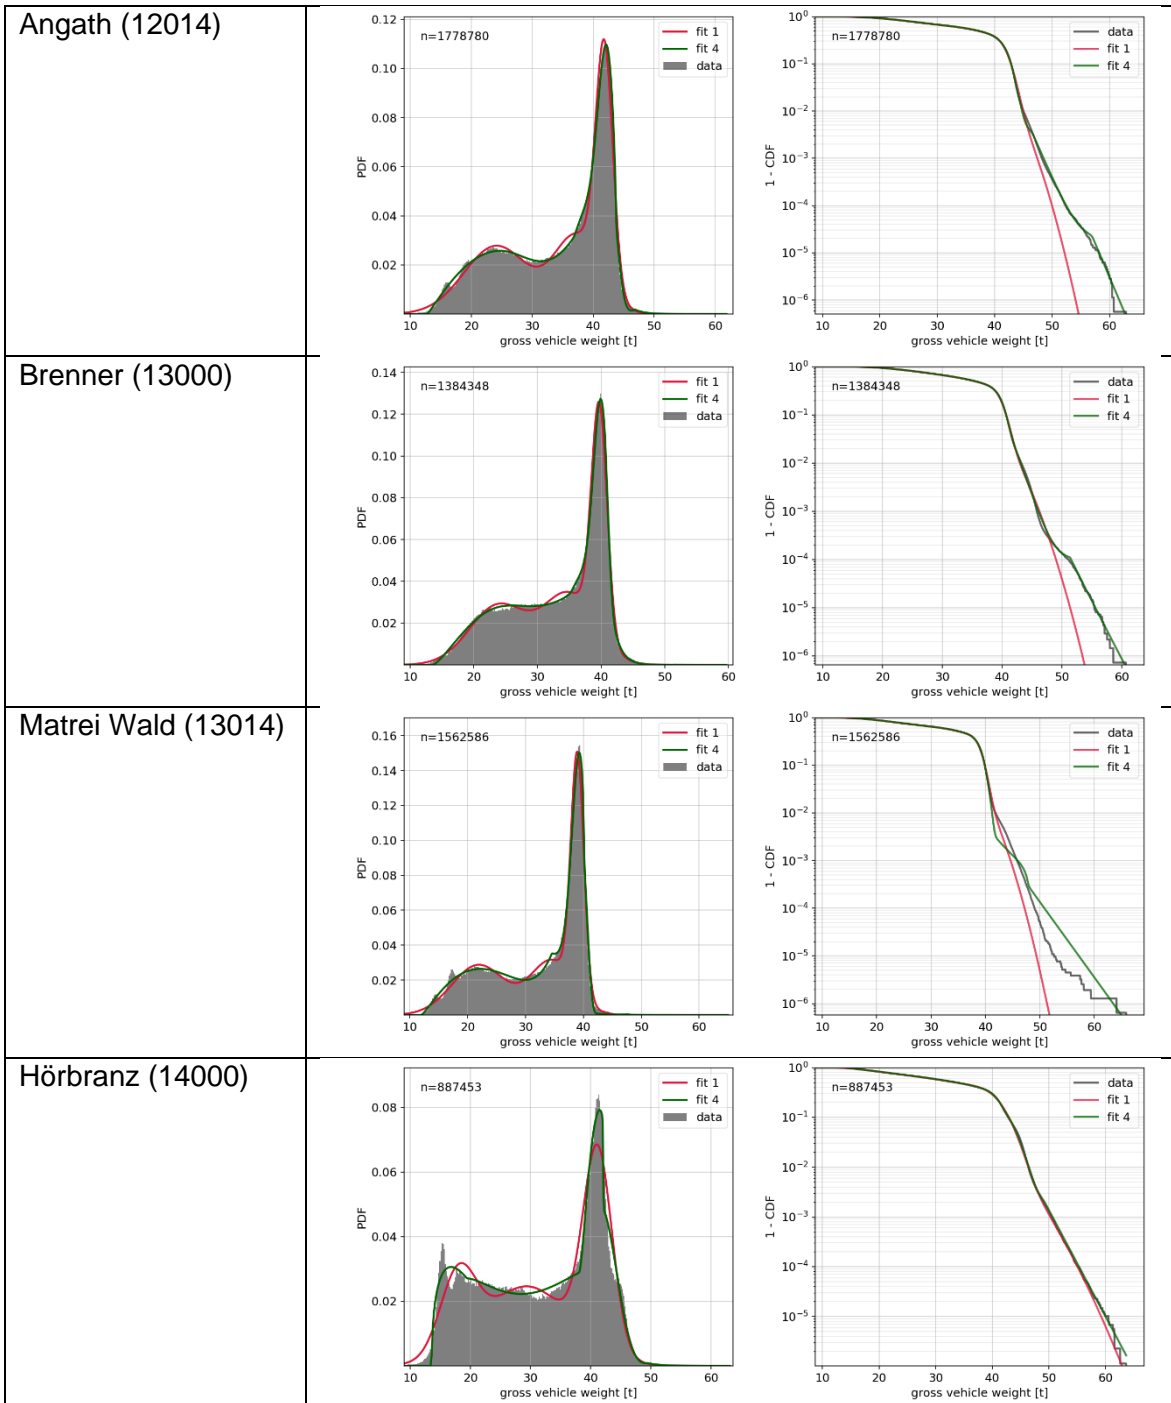 Angath (12014)
n=1778780
fit 1
fit 4
data
PDF
0.12
0.10
0.08
0.06
0.04
0.02
10 20 30 40 50 60
gross vehicle weight [t]
n=1778780
data
fit 1
fit 4
1 - CDF
10⁰
10⁻¹
10⁻²
10⁻³
10⁻⁴
10⁻⁵
10⁻⁶
10 20 30 40 50 60
gross vehicle weight [t]
Brenner (13000)
n=1384348
fit 1
fit 4
data
PDF
0.14
0.12
0.10
0.08
0.06
0.04
0.02
10 20 30 40 50 60
gross vehicle weight [t]
n=1384348
data
fit 1
fit 4
1 - CDF
10⁰
10⁻¹
10⁻²
10⁻³
10⁻⁴
10⁻⁵
10⁻⁶
10 20 30 40 50 60
gross vehicle weight [t]
Matrei Wald (13014)
n=1562586
fit 1
fit 4
data
PDF
0.16
0.14
0.12
0.10
0.08
0.06
0.04
0.02
10 20 30 40 50 60
gross vehicle weight [t]
n=1562586
data
fit 1
fit 4
1 - CDF
10⁰
10⁻¹
10⁻²
10⁻³
10⁻⁴
10⁻⁵
10⁻⁶
10 20 30 40 50 60
gross vehicle weight [t]
Hörbranz (14000)
n=887453
fit 1
fit 4
data
PDF
0.08
0.06
0.04
0.02
10 20 30 40 50 60
gross vehicle weight [t]
n=887453
data
fit 1
fit 4
1 - CDF
10⁰
10⁻¹
10⁻²
10⁻³
10⁻⁴
10⁻⁵
10 20 30 40 50 60
gross vehicle weight [t]